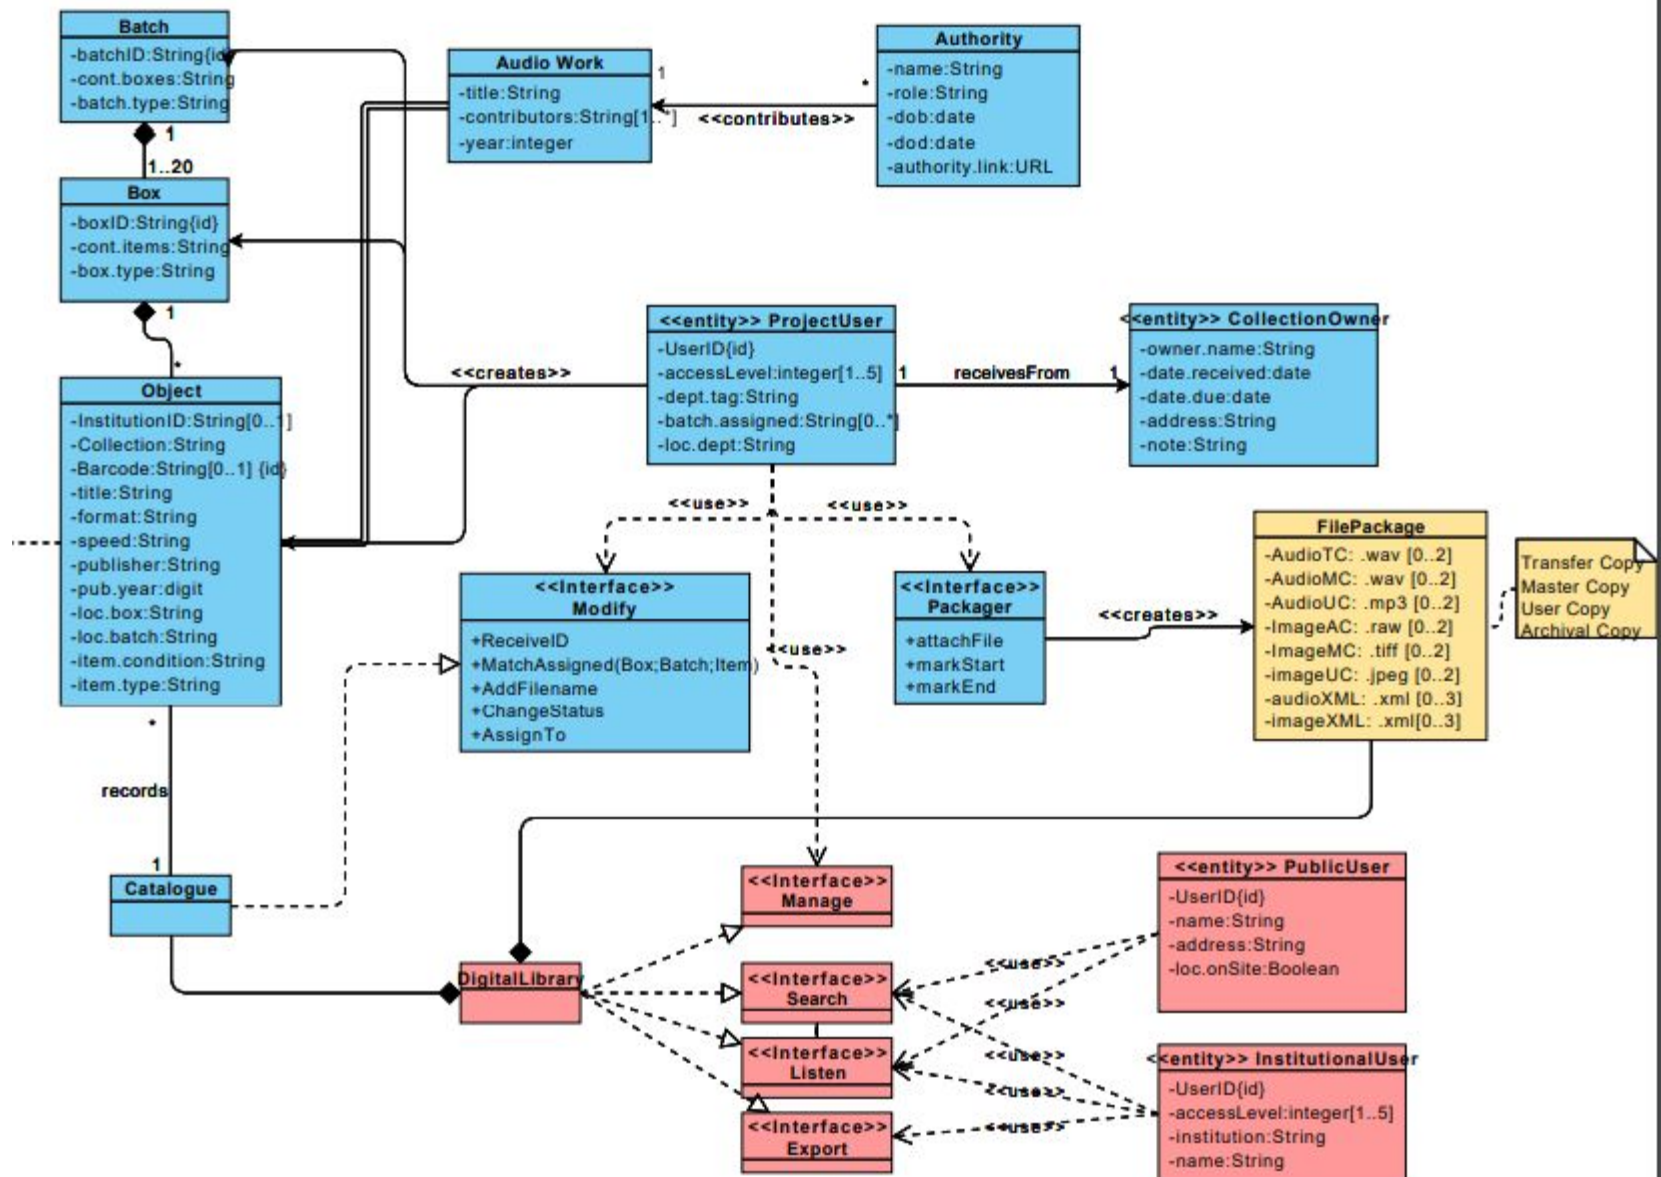 Batch
-batchID:String{id
-cont.boxes:String
-batch.type:String
1
1..20
Box
-boxID:String{id}
-cont.items:String
-box.type:String
1
*
Object
-InstitutionID:String[0..1]
-Collection:String
-Barcode:String[0..1] {id}
-title:String
-format:String
-speed:String
-publisher:String
-pub.year:digit
-loc.box:String
-loc.batch:String
-item.condition:String
-item.type:String
*
records
1
Catalogue
Audio Work
-title:String
-contributors:String[1..*]
-year:integer
1
*
<<contributes>>
Authority
-name:String
-role:String
-dob:date
-dod:date
-authority.link:URL
<<creates>>
<<entity>> ProjectUser
-UserID{id}
-accessLevel:integer[1..5]
-dept.tag:String
-batch.assigned:String[0..*]
-loc.dept:String
1
receivesFrom
1
<<entity>> CollectionOwner
-owner.name:String
-date.received:date
-date.due:date
-address:String
-note:String
<<use>>
<<use>>
<<use>>
<<Interface>>
Modify
+ReceiveID
+MatchAssigned(Box;Batch;Item)
+AddFilename
+ChangeStatus
+AssignTo
<<Interface>>
Packager
+attachFile
+markStart
+markEnd
<<creates>>
FilePackage
-AudioTC: .wav [0..2]
-AudioMC: .wav [0..2]
-AudioUC: .mp3 [0..2]
-ImageAC: .raw [0..2]
-ImageMC: .tiff [0..2]
-imageUC: .jpeg [0..2]
-audioXML: .xml [0..3]
-imageXML: .xml[0..3]
Transfer Copy
Master Copy
User Copy
Archival Copy
DigitalLibrary
<<Interface>>
Manage
<<Interface>>
Search
<<Interface>>
Listen
<<Interface>>
Export
<<use>>
<<use>>
<<use>>
<<use>>
<<use>>
<<entity>> PublicUser
-UserID{id}
-name:String
-address:String
-loc.onSite:Boolean
<<entity>> InstitutionalUser
-UserID{id}
-accessLevel:integer[1..5]
-institution:String
-name:String